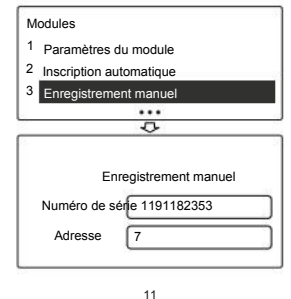 Modules
1 Paramètres du module
2 Inscription automatique
3 Enregistrement manuel
•••
Enregistrement manuel
Numéro de série 1191182353
Adresse 7
11